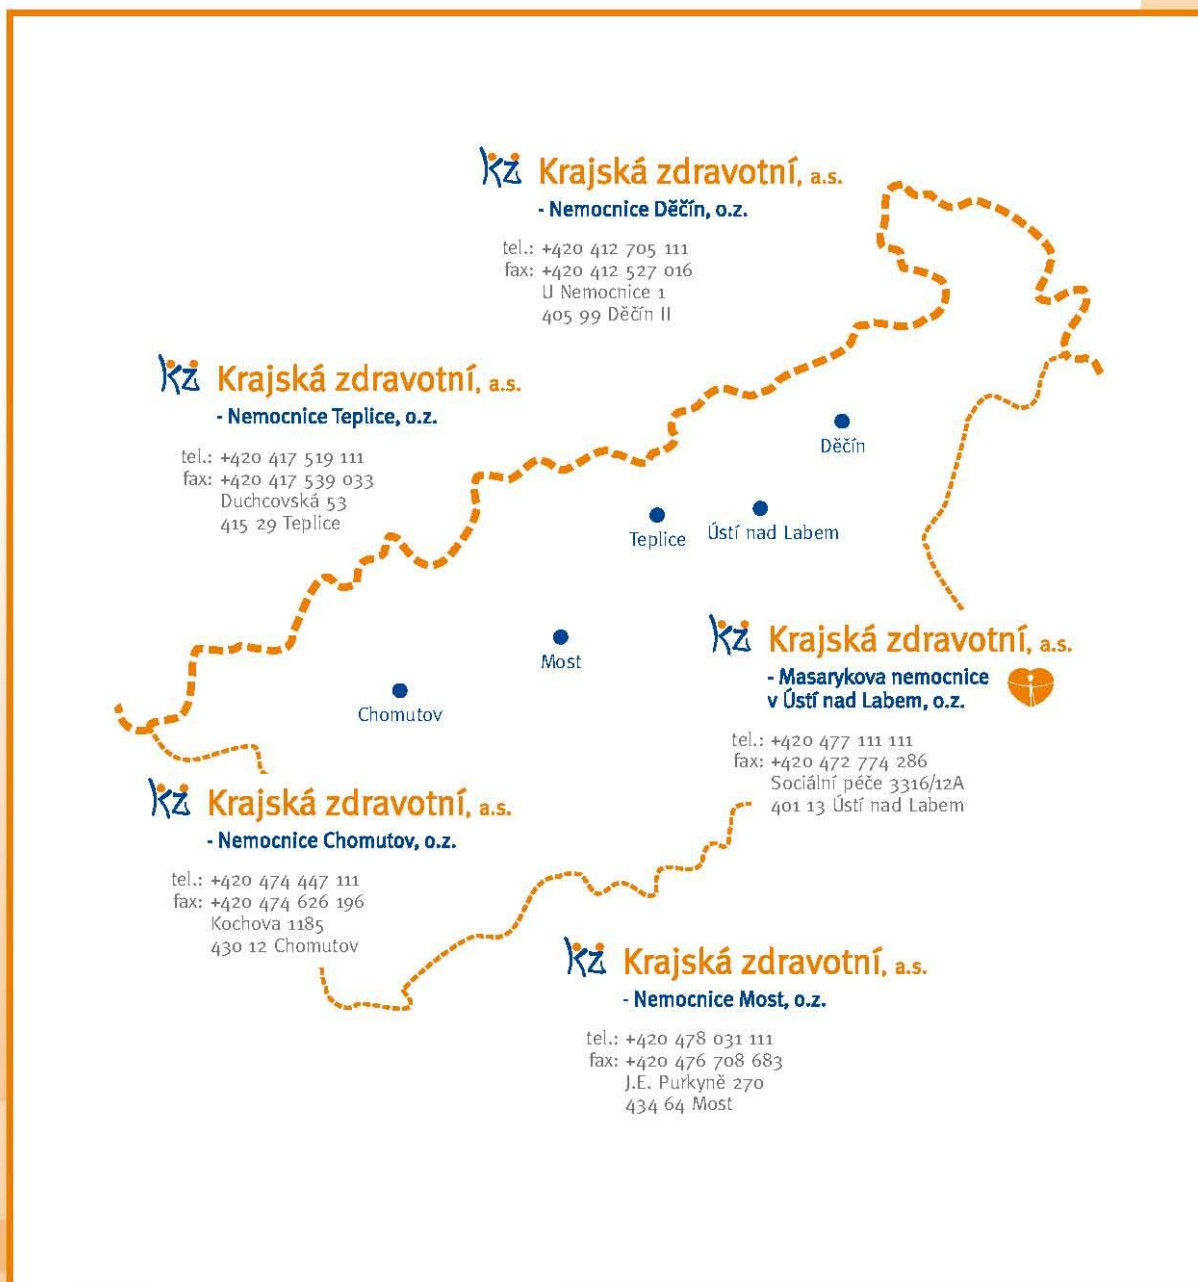 kz Krajská zdravotní, a.s.
- Nemocnice Děčín, o.z.
tel.: +420 412 705 111
fax: +420 412 527 016
U Nemocnice 1
405 99 Děčín II
kz Krajská zdravotní, a.s.
- Nemocnice Teplice, o.z.
tel.: +420 417 519 111
fax: +420 417 539 033
Duchcovská 53
415 29 Teplice
Děčín
Teplice
Ústí nad Labem
Most
Chomutov
kz Krajská zdravotní, a.s.
- Masarykova nemocnice
v Ústí nad Labem, o.z.
tel.: +420 477 111 111
fax: +420 472 774 286
Sociální péče 3316/12A
401 13 Ústí nad Labem
kz Krajská zdravotní, a.s.
- Nemocnice Chomutov, o.z.
tel.: +420 474 447 111
fax: +420 474 626 196
Kochova 1185
430 12 Chomutov
kz Krajská zdravotní, a.s.
- Nemocnice Most, o.z.
tel.: +420 478 031 111
fax: +420 476 708 683
J.E. Purkyně 270
434 64 Most